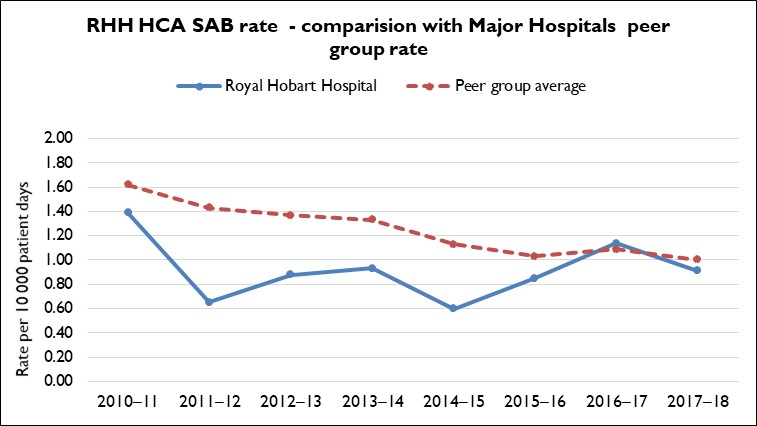 RHH HCA SAB rate - comparision with Major Hospitals peer
group rate
Royal Hobart Hospital
Peer group average
Rate per 10 000 patient days
2.00
1.80
1.60
1.40
1.20
1.00
0.80
0.60
0.40
0.20
0.00
2010–11 2011–12 2012–13 2013–14 2014–15 2015–16 2016–17 2017–18